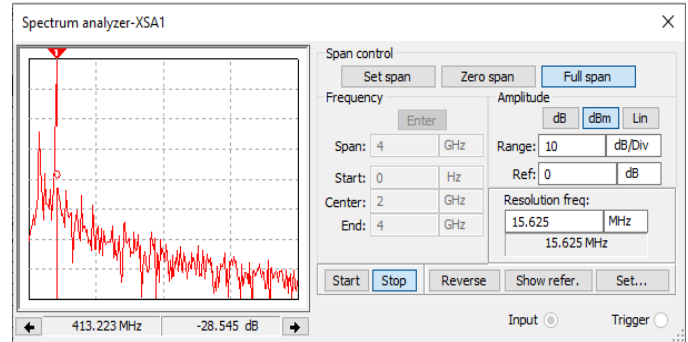 Spectrum analyzer-XSA1
Span control
Set span Zero span Full span
Frequency
Enter
Span: 4 GHz
Start: 0 Hz
Center: 2 GHz
End: 4 GHz
Amplitude
dB dBm Lin
Range: 10 dB/Div
Ref: 0 dB
Resolution freq:
15.625 MHz
15.625 MHz
Start Stop Reverse Show refer. Set...
413.223 MHz -28.545 dB
Input Trigger